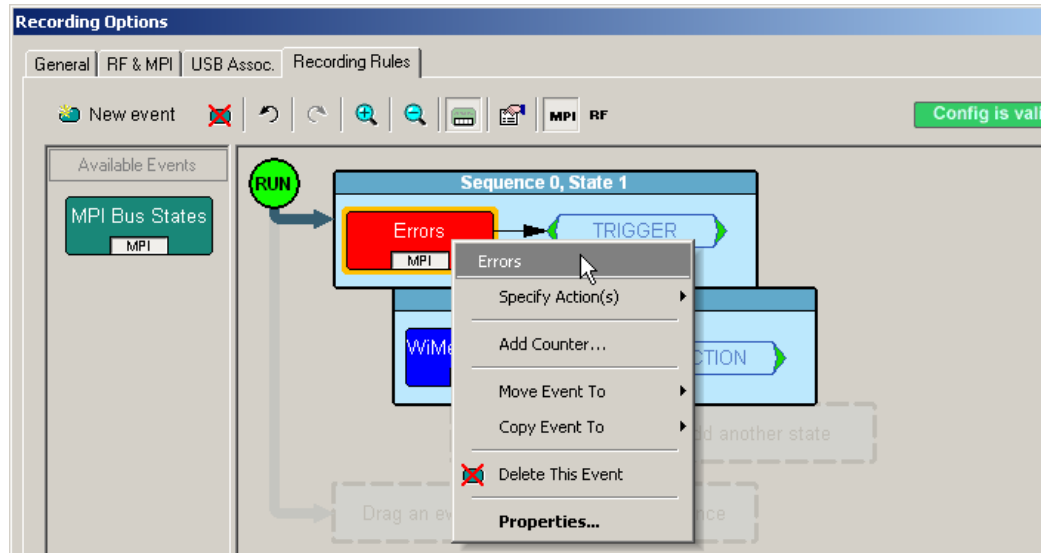 Recording Options
General RF & MPI USB Assoc. Recording Rules
New event MPI RF Config is vali
Available Events
RUN
Sequence 0, State 1
MPI Bus States
MPI
Errors
MPI
TRIGGER
Errors
Specify Action(s)
WiMe
Add Counter...
CTION
Move Event To
Copy Event To
dd another state
Delete This Event
Drag an ev
nce
Properties...